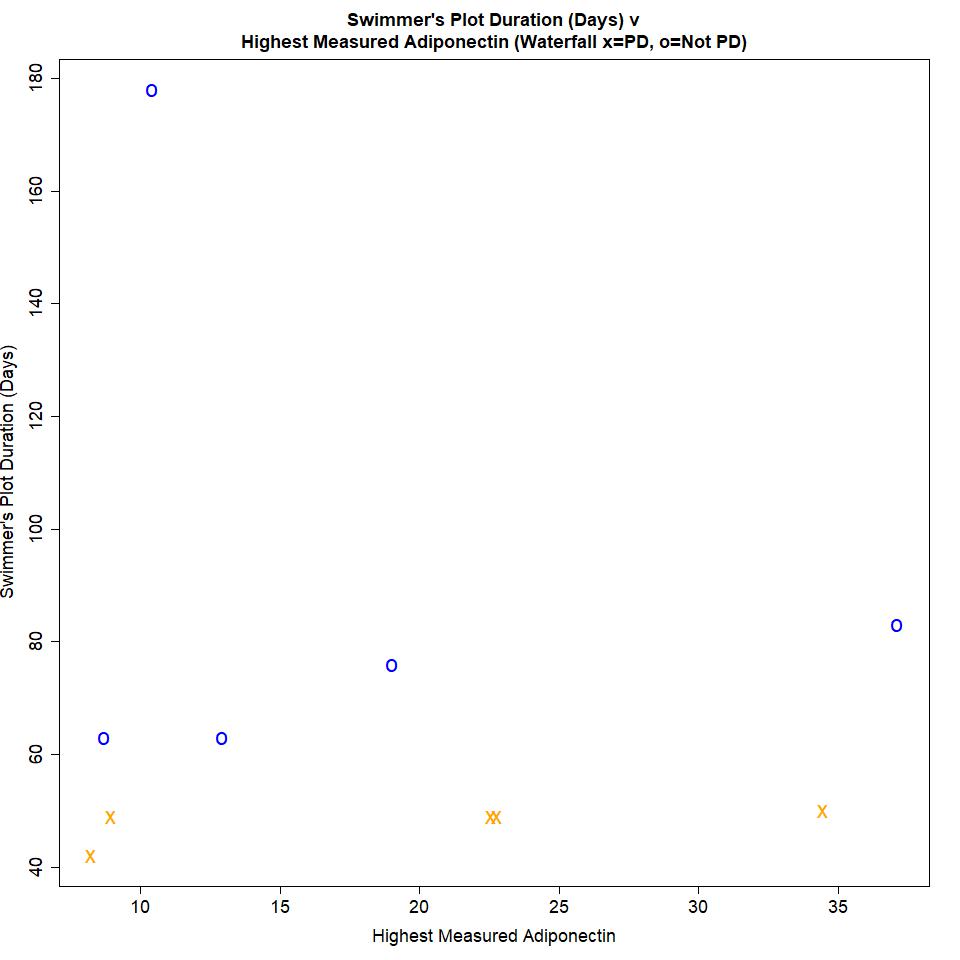 Swimmer's Plot Duration (Days) v
Highest Measured Adiponectin (Waterfall x=PD, o=Not PD)
Swimmer's Plot Duration (Days)
180
160
140
120
100
80
60
40
o
o
o
o
o
x
x
xx
x
10 15 20 25 30 35
Highest Measured Adiponectin